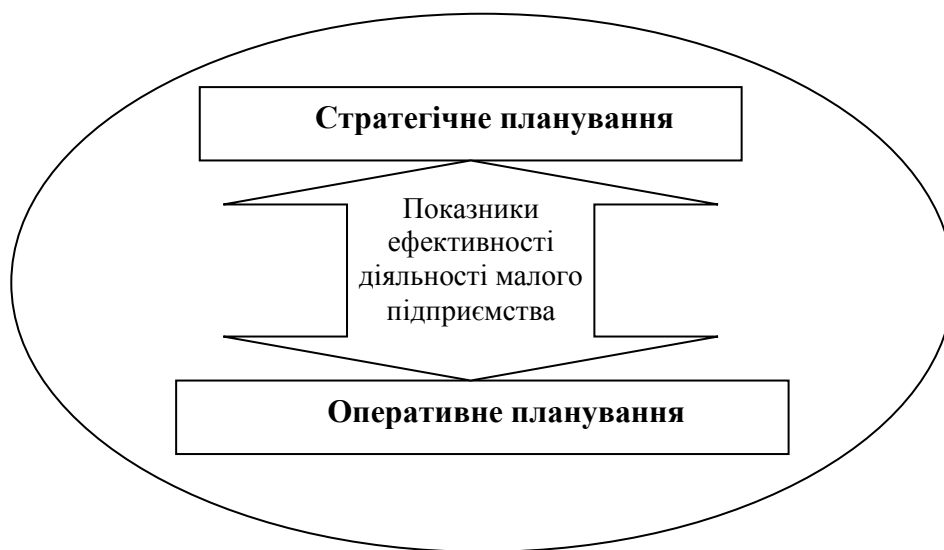 Стратегічне планування
Показники
ефективності
діяльності малого
підприємства
Оперативне планування